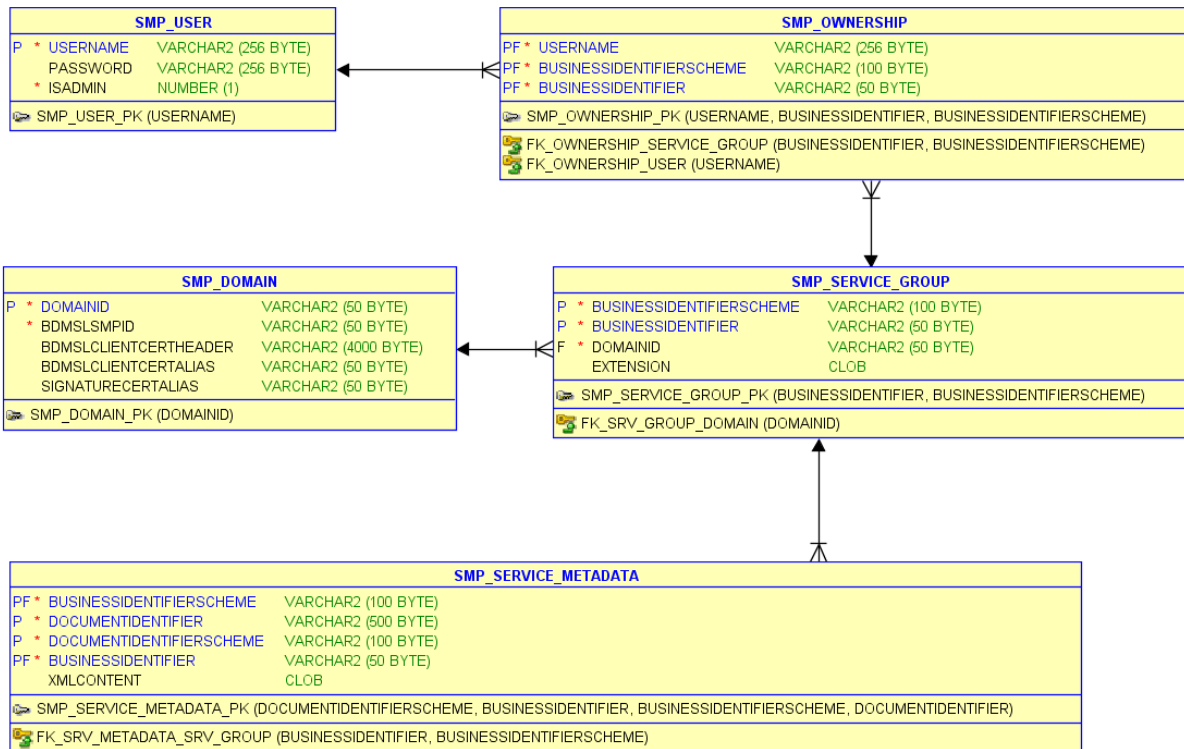 SMP_USER
P * USERNAME VARCHAR2 (256 BYTE)
PASSWORD VARCHAR2 (256 BYTE)
* ISADMIN NUMBER (1)
SMP_USER_PK (USERNAME)
SMP_OWNERSHIP
PF * USERNAME VARCHAR2 (256 BYTE)
PF * BUSINESSIDENTIFIERSCHEME VARCHAR2 (100 BYTE)
PF * BUSINESSIDENTIFIER VARCHAR2 (50 BYTE)
SMP_OWNERSHIP_PK (USERNAME, BUSINESSIDENTIFIER, BUSINESSIDENTIFIERSCHEME)
FK_OWNERSHIP_SERVICE_GROUP (BUSINESSIDENTIFIER, BUSINESSIDENTIFIERSCHEME)
FK_OWNERSHIP_USER (USERNAME)
SMP_DOMAIN
P * DOMAINID VARCHAR2 (50 BYTE)
* BDMSLSMPID VARCHAR2 (50 BYTE)
BDMSLCLIENTCERTHEADER VARCHAR2 (4000 BYTE)
BDMSLCLIENTCERTALIAS VARCHAR2 (50 BYTE)
SIGNATURECERTALIAS VARCHAR2 (50 BYTE)
SMP_DOMAIN_PK (DOMAINID)
SMP_SERVICE_GROUP
P * BUSINESSIDENTIFIERSCHEME VARCHAR2 (100 BYTE)
P * BUSINESSIDENTIFIER VARCHAR2 (50 BYTE)
F * DOMAINID VARCHAR2 (50 BYTE)
EXTENSION CLOB
SMP_SERVICE_GROUP_PK (BUSINESSIDENTIFIER, BUSINESSIDENTIFIERSCHEME)
FK_SRV_GROUP_DOMAIN (DOMAINID)
SMP_SERVICE_METADATA
PF * BUSINESSIDENTIFIERSCHEME VARCHAR2 (100 BYTE)
P * DOCUMENTIDENTIFIER VARCHAR2 (500 BYTE)
P * DOCUMENTIDENTIFIERSCHEME VARCHAR2 (100 BYTE)
PF * BUSINESSIDENTIFIER VARCHAR2 (50 BYTE)
XMLCONTENT CLOB
SMP_SERVICE_METADATA_PK (DOCUMENTIDENTIFIERSCHEME, BUSINESSIDENTIFIER, BUSINESSIDENTIFIERSCHEME, DOCUMENTIDENTIFIER)
FK_SRV_METADATA_SRV_GROUP (BUSINESSIDENTIFIER, BUSINESSIDENTIFIERSCHEME)